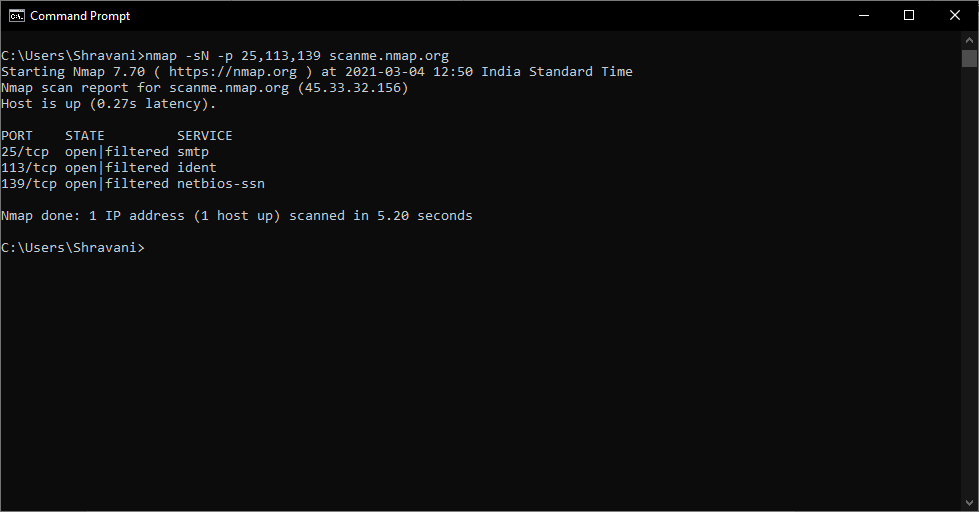 Command Prompt
C:\Users\Shravani>nmap -sN -p 25,113,139 scanme.nmap.org
Starting Nmap 7.70 ( https://nmap.org ) at 2021-03-04 12:50 India Standard Time
Nmap scan report for scanme.nmap.org (45.33.32.156)
Host is up (0.27s latency).
PORT    STATE         SERVICE
25/tcp  open|filtered smtp
113/tcp open|filtered ident
139/tcp open|filtered netbios-ssn
Nmap done: 1 IP address (1 host up) scanned in 5.20 seconds
C:\Users\Shravani>